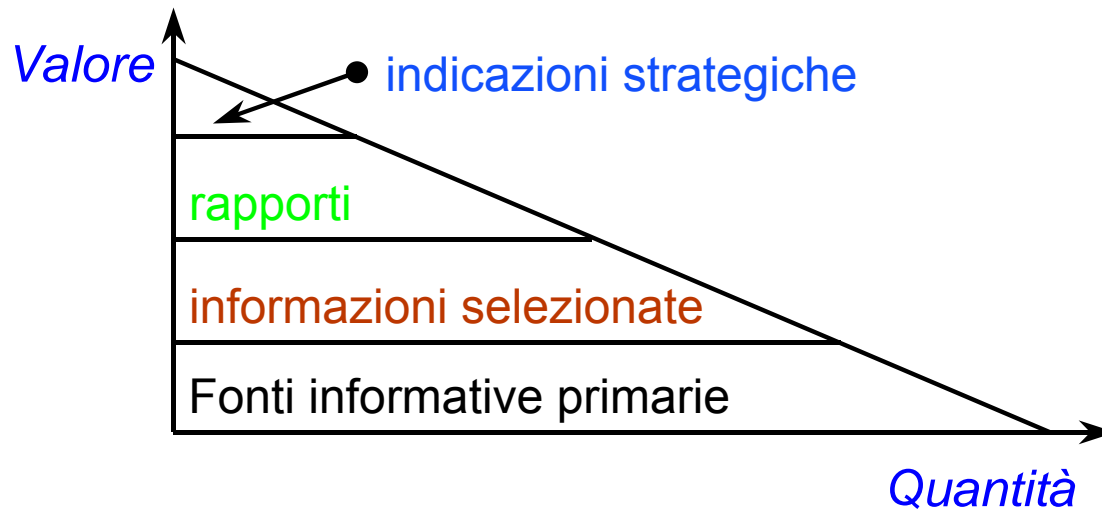 Valore
indicazioni strategiche
rapporti
informazioni selezionate
Fonti informative primarie
Quantità